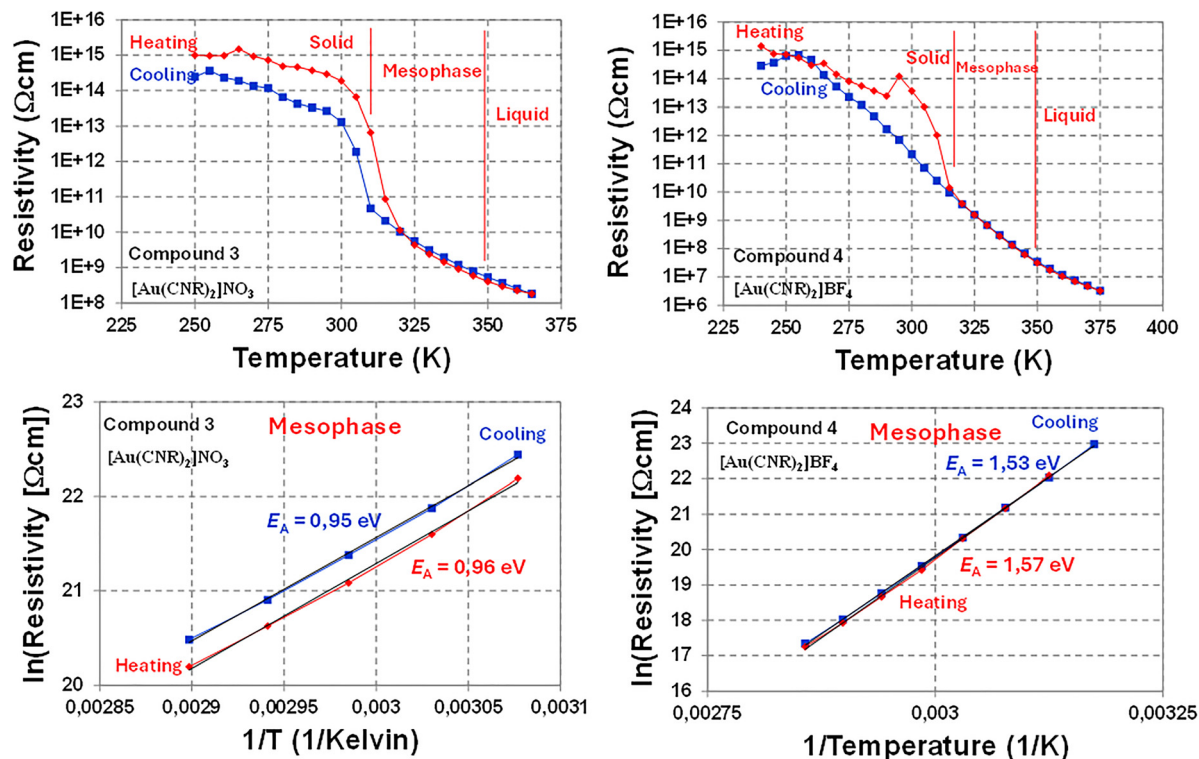 1E+16
1E+15
1E+14
1E+13
1E+12
1E+11
1E+10
1E+9
1E+8
Resistivity (Ωcm)
Heating
Cooling
Solid
Mesophase
Liquid
Compound 3
[Au(CNR)₂]NO₃
225 250 275 300 325 350 375
Temperature (K)
1E+16
1E+15
1E+14
1E+13
1E+12
1E+11
1E+10
1E+9
1E+8
1E+7
1E+6
Resistivity (Ωcm)
Heating
Cooling
Solid
Mesophase
Liquid
Compound 4
[Au(CNR)₂]BF₄
225 250 275 300 325 350 375 400
Temperature (K)
23
22
21
20
ln(Resistivity [Ωcm])
Compound 3
[Au(CNR)₂]NO₃
Mesophase
Cooling
E_A = 0,95 eV
E_A = 0,96 eV
Heating
0,00285 0,0029 0,00295 0,003 0,00305 0,0031
1/T (1/Kelvin)
24
23
22
21
20
19
18
17
16
ln(Resistivity [Ωcm])
Compound 4
[Au(CNR)₂]BF₄
Mesophase
Cooling
E_A = 1,53 eV
E_A = 1,57 eV
Heating
0,00275 0,003 0,00325
1/Temperature (1/K)